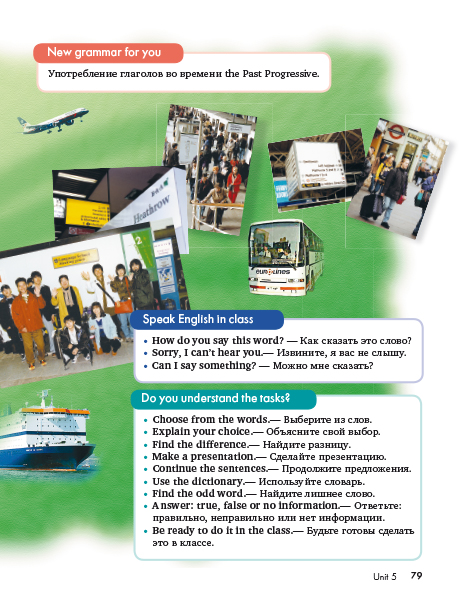 New grammar for you
Употребление глаголов во времени the Past Progressive.
Heathrow
eurolines
Speak English in class
• How do you say this word? — Как сказать это слово?
• Sorry, I can't hear you.— Извините, я вас не слышу.
• Can I say something? — Можно мне сказать?
Do you understand the tasks?
• Choose from the words.— Выберите из слов.
• Explain your choice.— Объясните свой выбор.
• Find the difference.— Найдите разницу.
• Make a presentation.— Сделайте презентацию.
• Continue the sentences.— Продолжите предложения.
• Use the dictionary.— Используйте словарь.
• Find the odd word.— Найдите лишнее слово.
• Answer: true, false or no information.— Ответьте:
правильно, неправильно или нет информации.
• Be ready to do it in the class.— Будьте готовы сделать
это в классе.
Unit 5 79